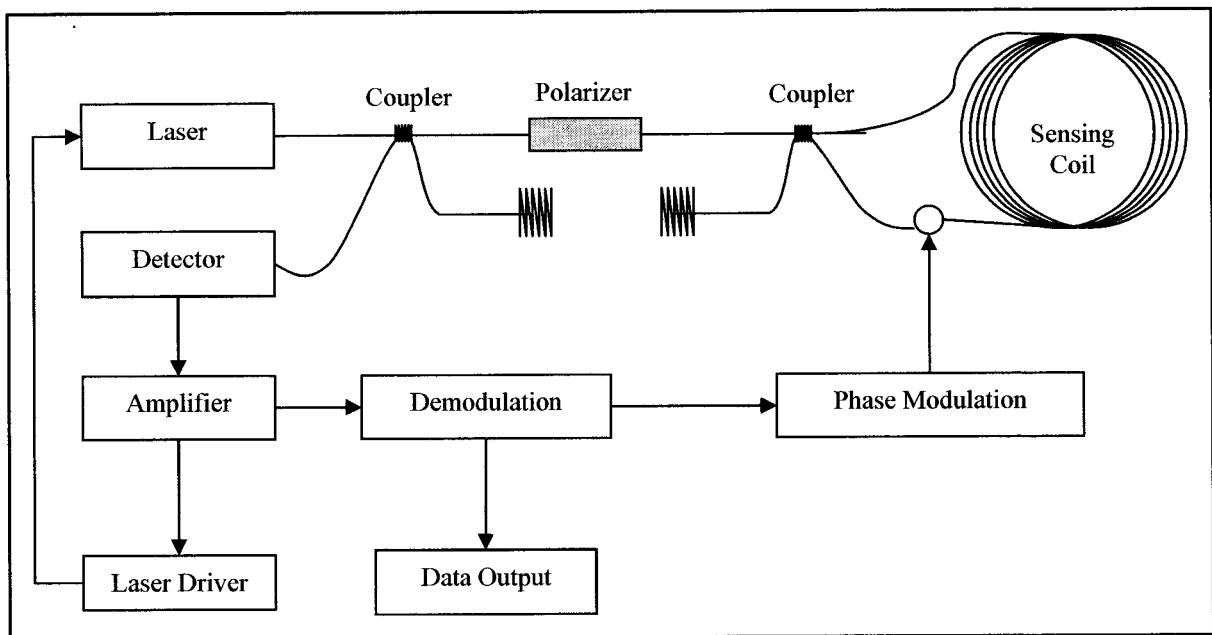 Coupler
Polarizer
Coupler
Laser
Sensing
Coil
Detector
Amplifier
Demodulation
Phase Modulation
Laser Driver
Data Output